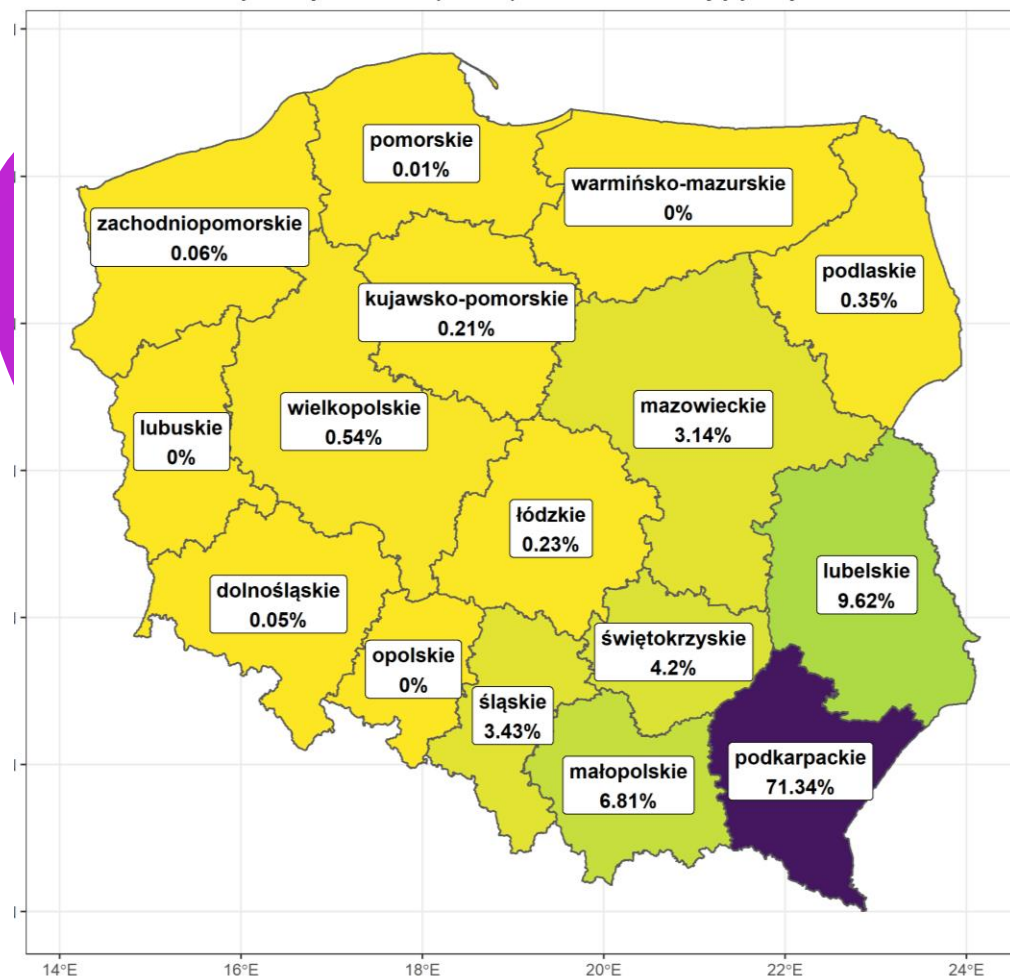 pomorskie
0.01%
warmińsko-mazurskie
0%
zachodniopomorskie
0.06%
podlaskie
0.35%
kujawsko-pomorskie
0.21%
wielkopolskie
0.54%
mazowieckie
3.14%
lubuskie
0%
łódzkie
0.23%
lubelskie
9.62%
dolnośląskie
0.05%
świętokrzyskie
4.2%
opolskie
0%
śląskie
3.43%
podkarpackie
71.34%
małopolskie
6.81%
14°E 16°E 18°E 20°E 22°E 24°E